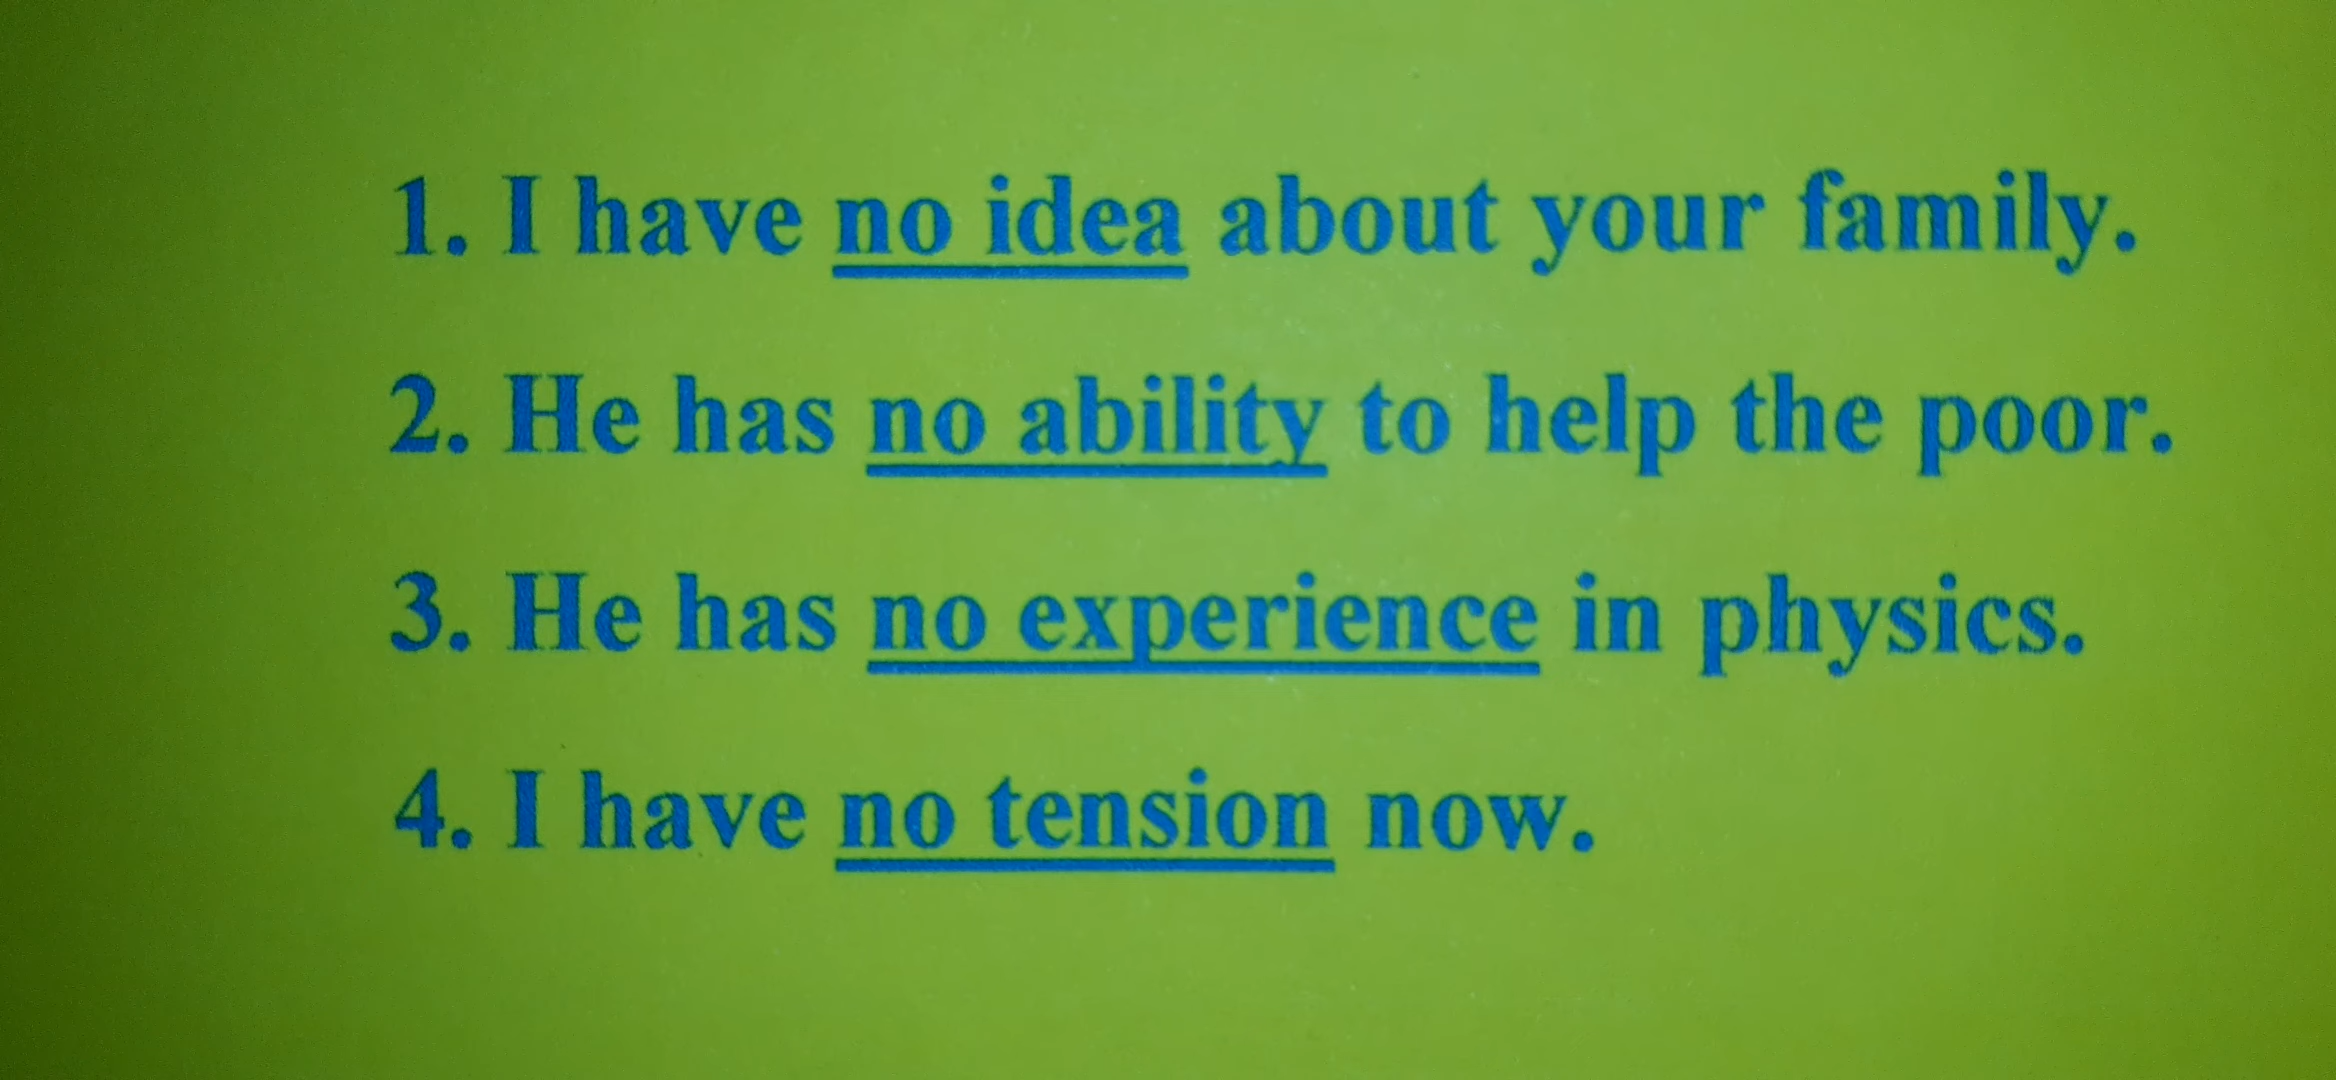 1. I have no idea about your family.
2. He has no ability to help the poor.
3. He has no experience in physics.
4. I have no tension now.